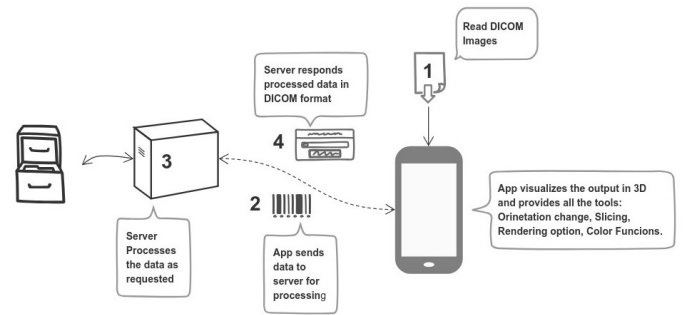 Read DICOM
Images
1
Server responds
processed data in
DICOM format
4
3
2
Server
Processes
the data as
requested
App sends
data to
server for
processing
App visualizes the output in 3D
and provides all the tools:
Orinetation change, Slicing,
Rendering option, Color Funcions.